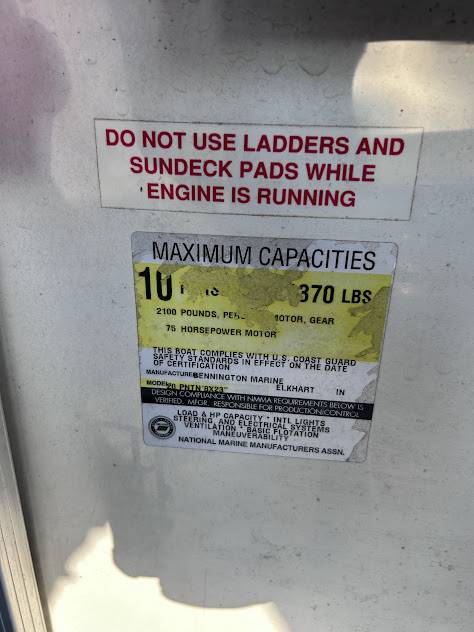 DO NOT USE LADDERS AND
SUNDECK PADS WHILE
ENGINE IS RUNNING
MAXIMUM CAPACITIES
10 370 LBS
2100 POUNDS, MOTOR, GEAR
75 HORSEPOWER MOTOR
THIS BOAT COMPLIES WITH U.S. COAST GUARD
SAFETY STANDARDS IN EFFECT ON THE DATE
OF CERTIFICATION
MANUFACTURER BENNINGTON MARINE
ELKHART IN
PNTN 8X23"
DESIGN COMPLIANCE WITH NMMA REQUIREMENTS BELOW IS
VERIFIED. MFGR. RESPONSIBLE FOR PRODUCTION CONTROL
LOAD & HP CAPACITY * INTL LIGHTS
STEERING, AND ELECTRICAL SYSTEMS
VENTILATION * BASIC FLOTATION
MANEUVERABILITY
NATIONAL MARINE MANUFACTURERS ASSN.